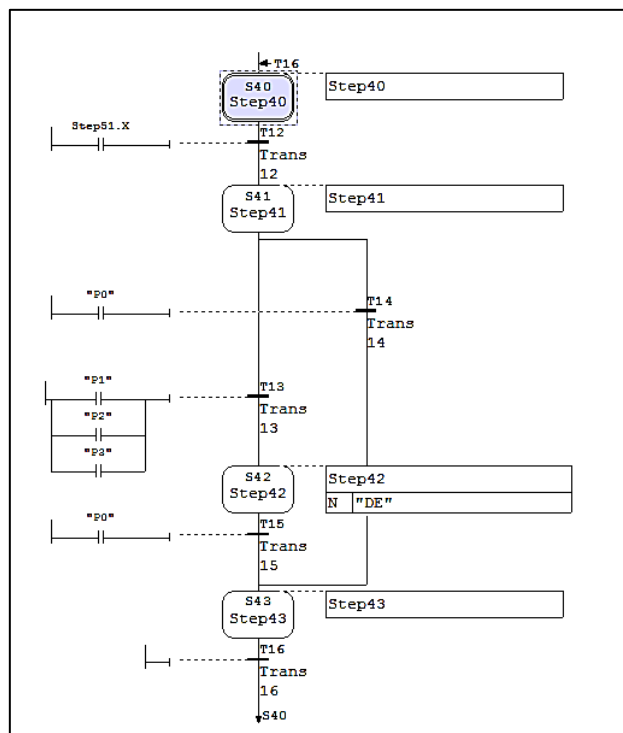 T16
S40
Step40
Step40
Step51.X
T12
Trans
12
S41
Step41
Step41
"P0"
T14
Trans
14
"P1"
T13
Trans
13
"P2"
"P3"
S42
Step42
Step42
N "DE"
"P0"
T15
Trans
15
S43
Step43
Step43
T16
Trans
16
S40